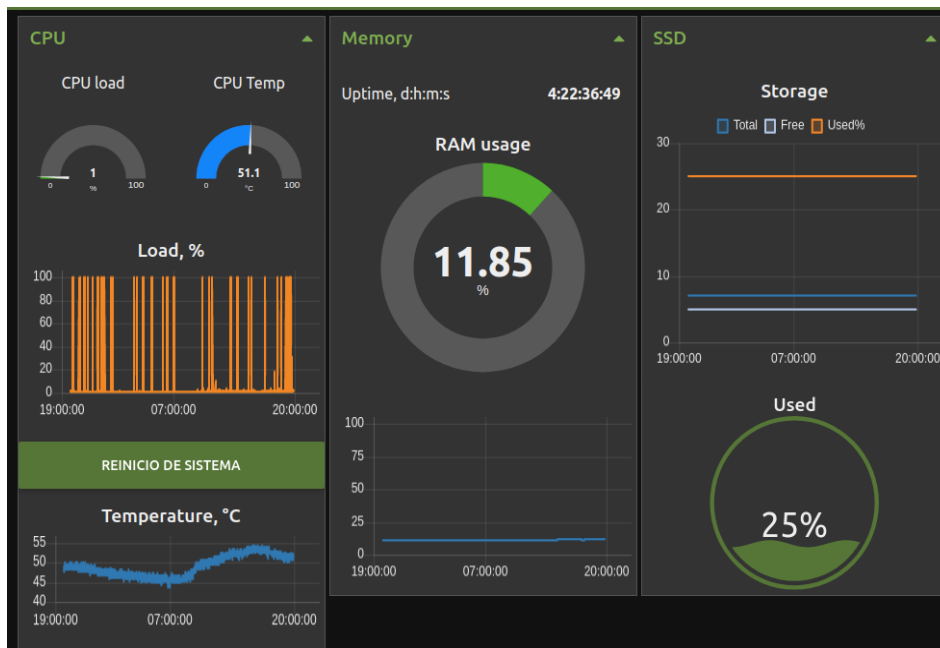 CPU
CPU load
CPU Temp
1
%
0
100
51.1
°C
0
100
Load, %
100
80
60
40
20
0
19:00:00
07:00:00
20:00:00
REINICIO DE SISTEMA
Temperature, °C
55
50
45
40
19:00:00
07:00:00
20:00:00
Memory
Uptime, d:h:m:s 4:22:36:49
RAM usage
11.85
%
100
75
50
25
0
19:00:00
07:00:00
20:00:00
SSD
Storage
Total Free Used%
30
20
10
0
19:00:00
07:00:00
20:00:00
Used
25%